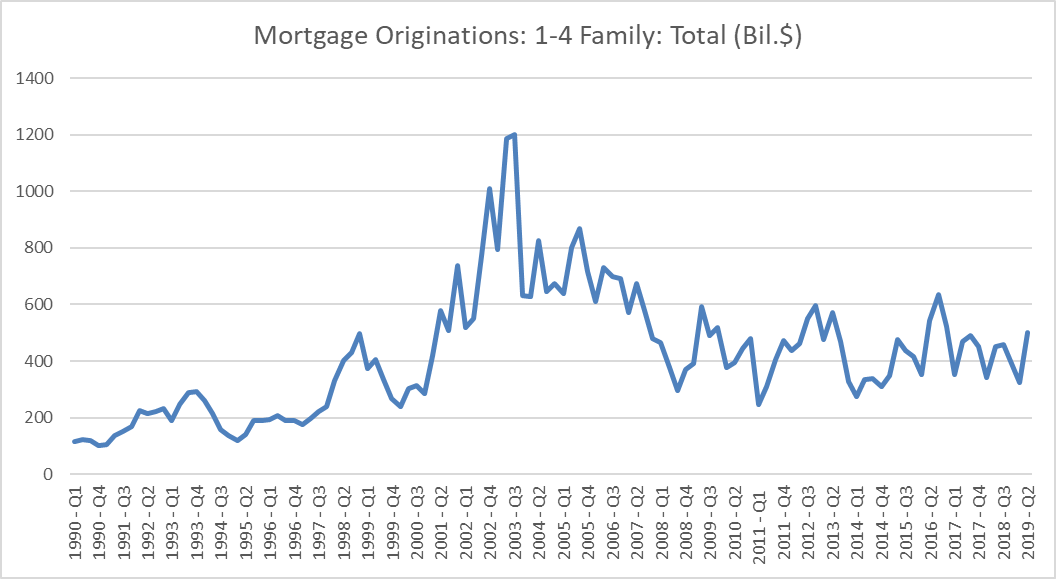 Mortgage Originations: 1-4 Family: Total (Bil.$)
1400
1200
1000
800
600
400
200
0
1990 - Q1
1990 - Q4
1991 - Q3
1992 - Q2
1993 - Q1
1993 - Q4
1994 - Q3
1995 - Q2
1996 - Q1
1996 - Q4
1997 - Q3
1998 - Q2
1999 - Q1
1999 - Q4
2000 - Q3
2001 - Q2
2002 - Q1
2002 - Q4
2003 - Q3
2004 - Q2
2005 - Q1
2005 - Q4
2006 - Q3
2007 - Q2
2008 - Q1
2008 - Q4
2009 - Q3
2010 - Q2
2011 - Q1
2011 - Q4
2012 - Q3
2013 - Q2
2014 - Q1
2014 - Q4
2015 - Q3
2016 - Q2
2017 - Q1
2017 - Q4
2018 - Q3
2019 - Q2